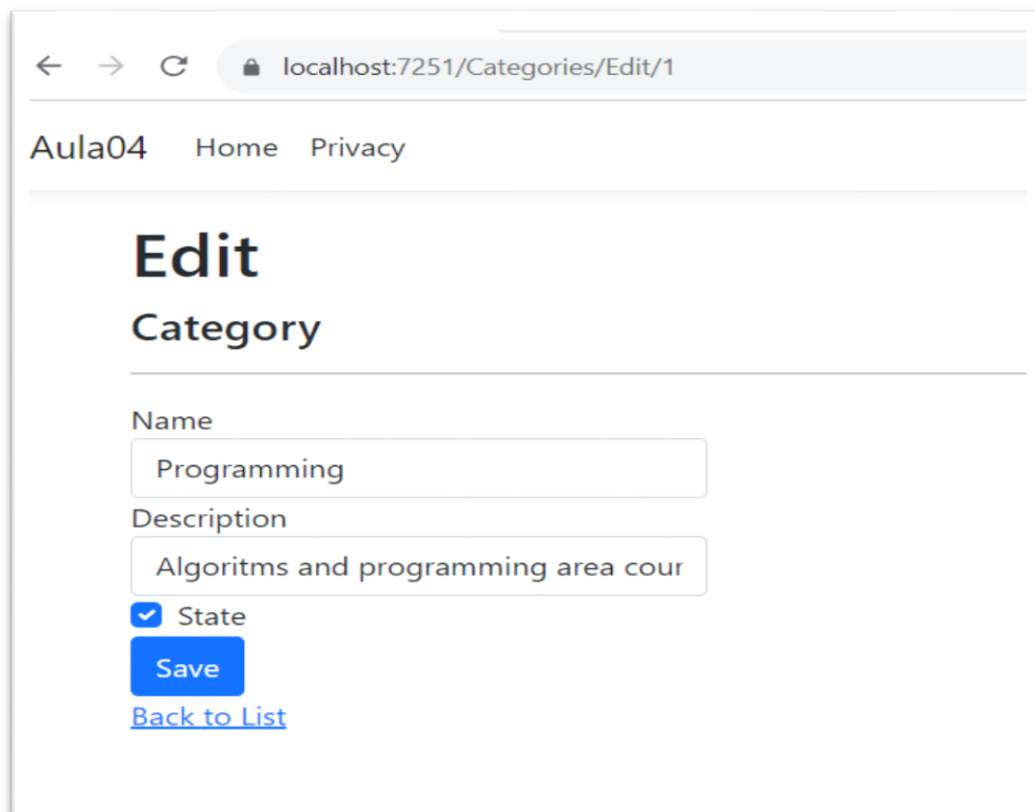 localhost:7251/Categories/Edit/1
Aula04 Home Privacy
Edit
Category
Name
Programming
Description
Algoritms and programming area cour
State
Save
Back to List